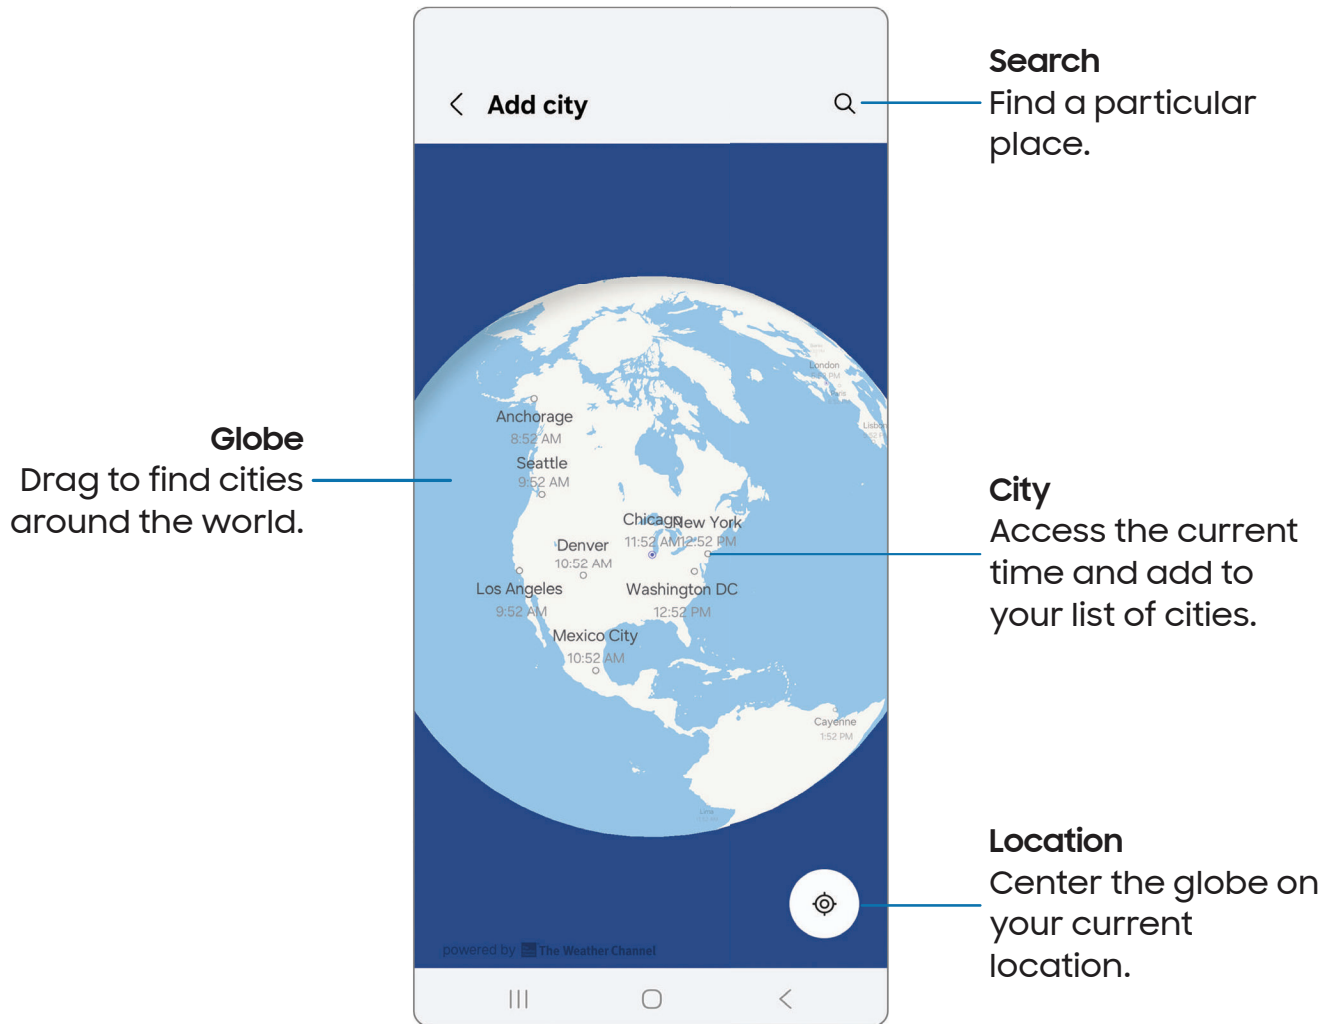 Add city
Search
Find a particular
place.
London
Paris
Lisbon
Anchorage
8:52 AM
Globe
Drag to find cities
around the world.
Seattle
9:52 AM
City
Access the current
time and add to
your list of cities.
Chicago
11:52 AM
New York
12:52 PM
Denver
10:52 AM
Los Angeles
9:52 AM
Washington DC
12:52 PM
Mexico City
10:52 AM
Cayenne
1:52 PM
Lima
Location
Center the globe on
your current
location.
powered by The Weather Channel